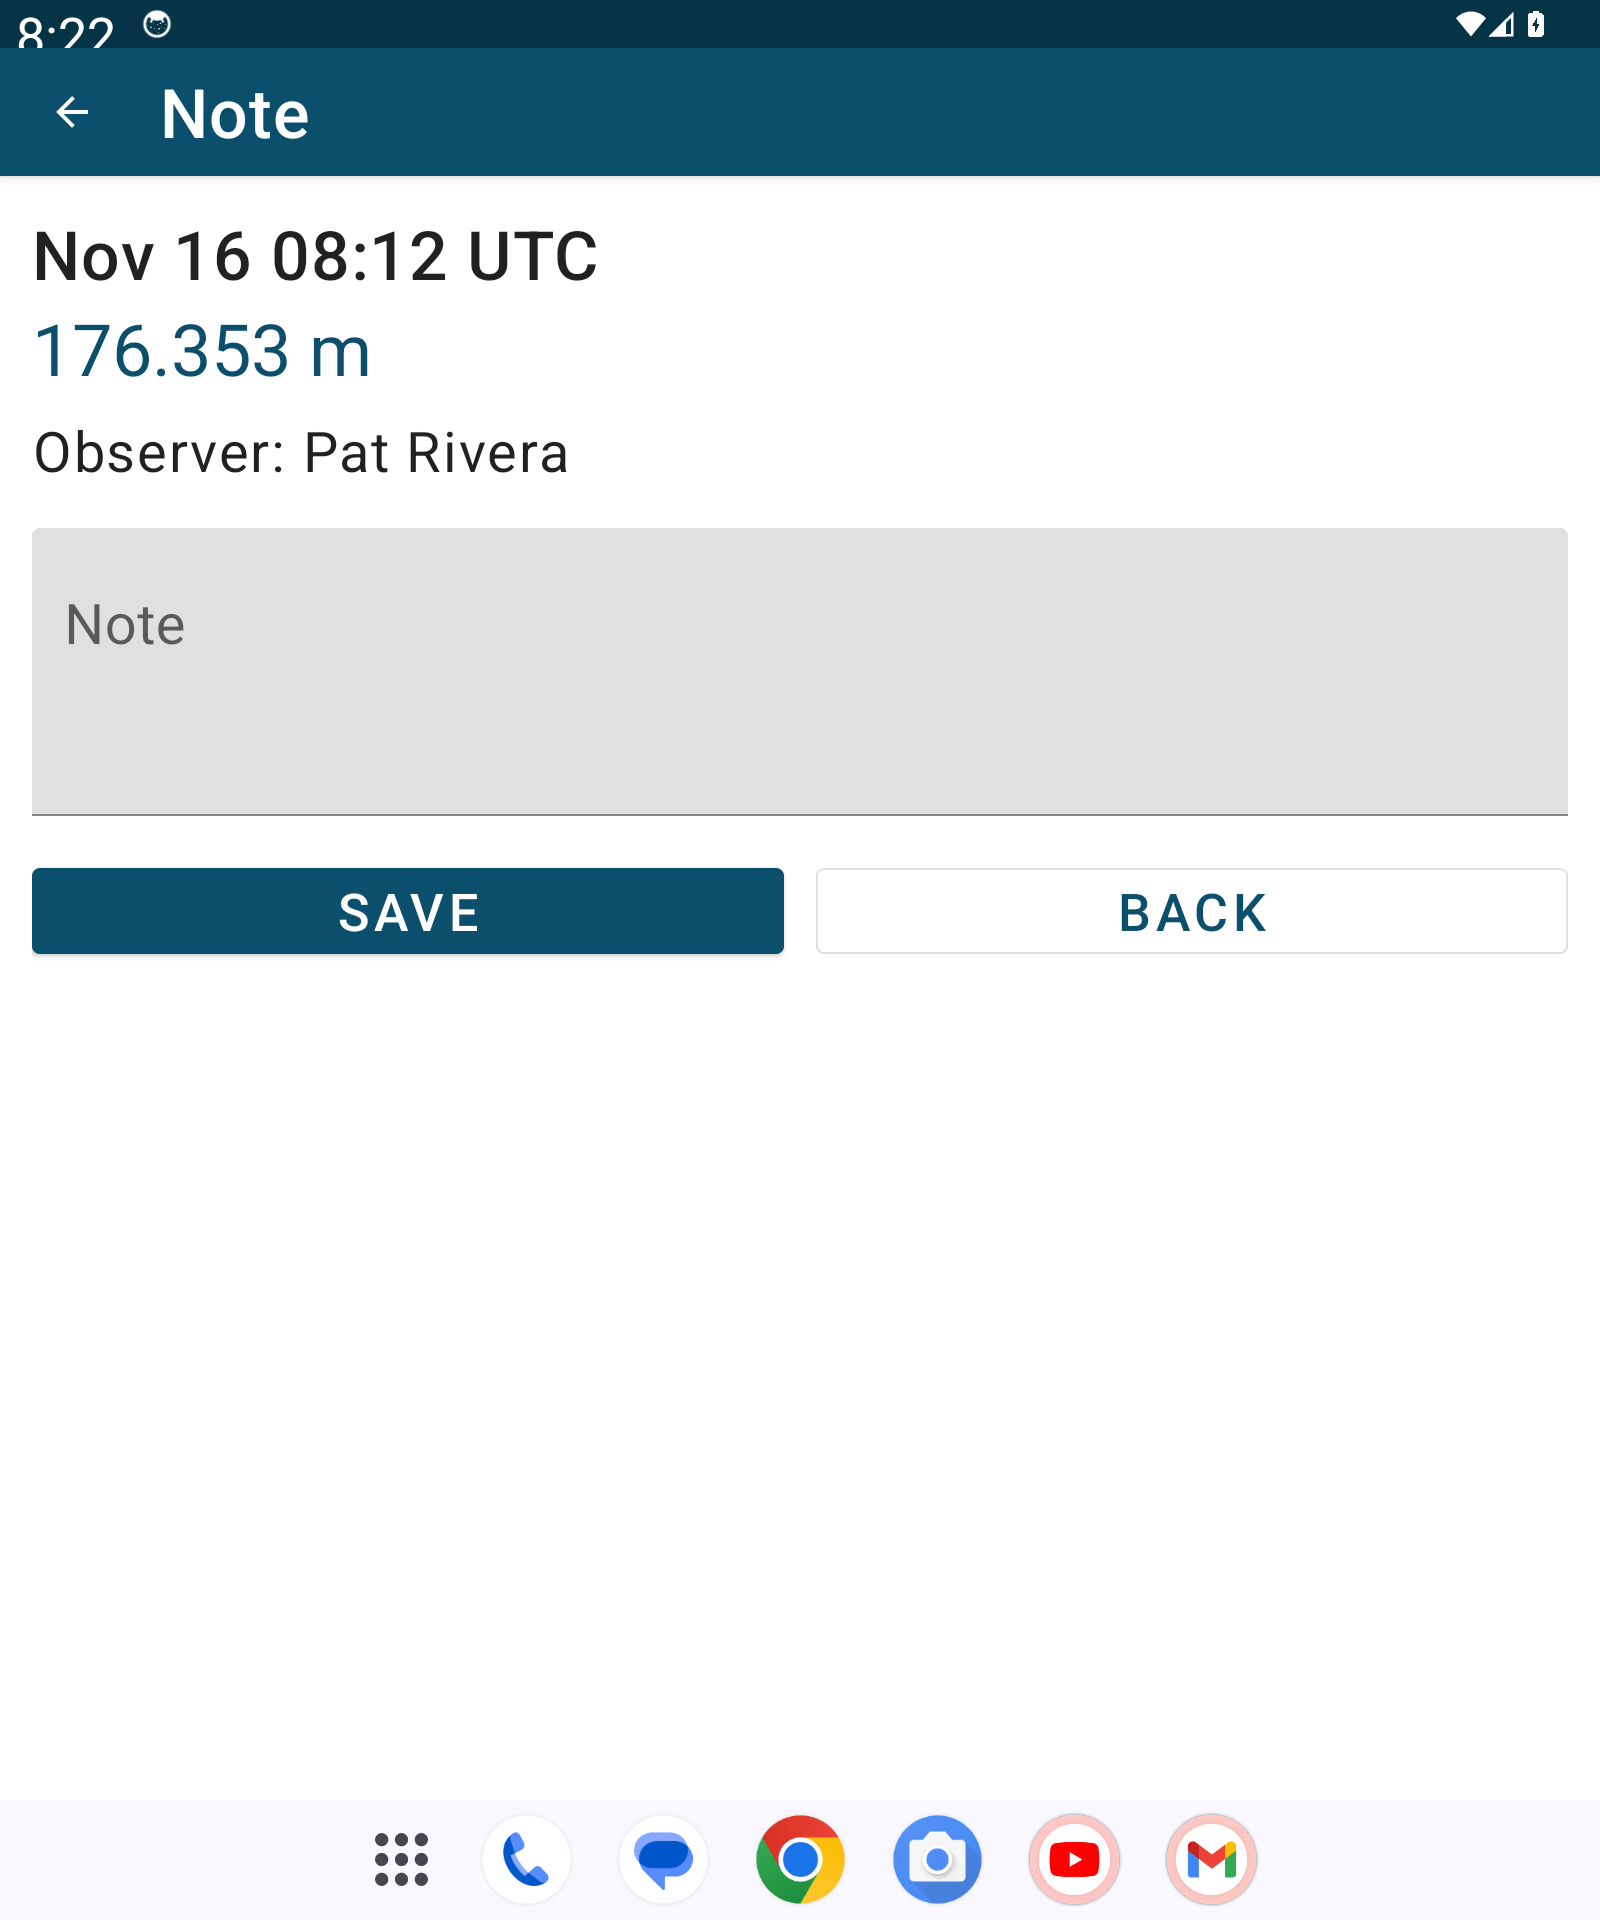 8:22
Note
Nov 16 08:12 UTC
176.353 m
Observer: Pat Rivera
Note
SAVE
BACK